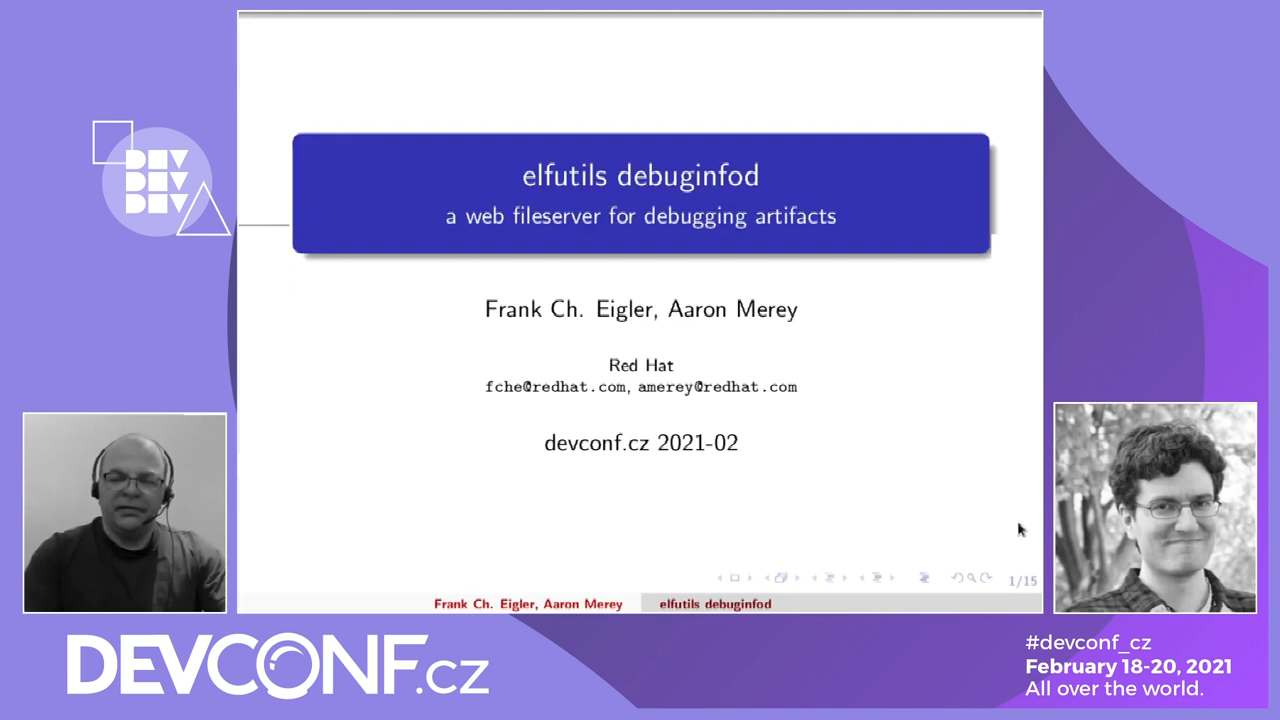 DEV
DEV
DEV
elfutils debuginfod
a web fileserver for debugging artifacts
Frank Ch. Eigler, Aaron Merey
Red Hat
fche@redhat.com, amerey@redhat.com
devconf.cz 2021-02
1/15
Frank Ch. Eigler, Aaron Merey
elfutils debuginfod
DEVCONF.cz
#devconf_cz
February 18-20, 2021
All over the world.